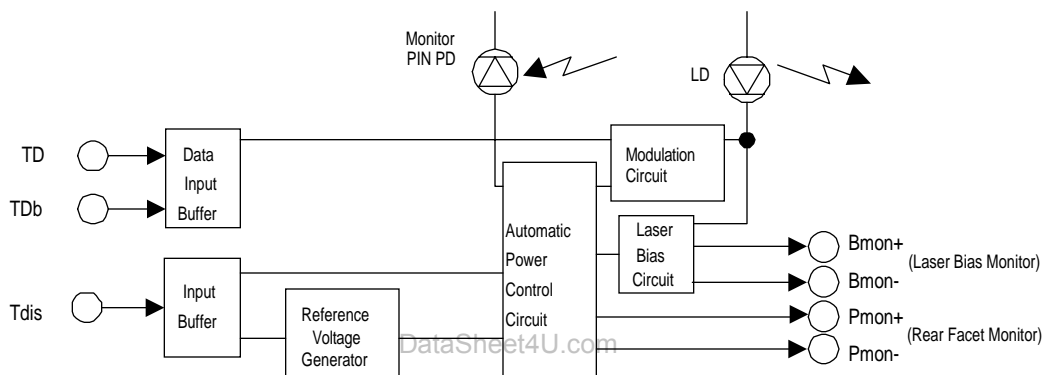 Monitor
PIN PD
LD
TD
TDb
Data
Input
Buffer
Modulation
Circuit
Automatic
Power
Control
Circuit
Laser
Bias
Circuit
Bmon+
(Laser Bias Monitor)
Bmon-
Tdis
Input
Buffer
Reference
Voltage
Generator
Pmon+
(Rear Facet Monitor)
Pmon-
DataSheet4U.com